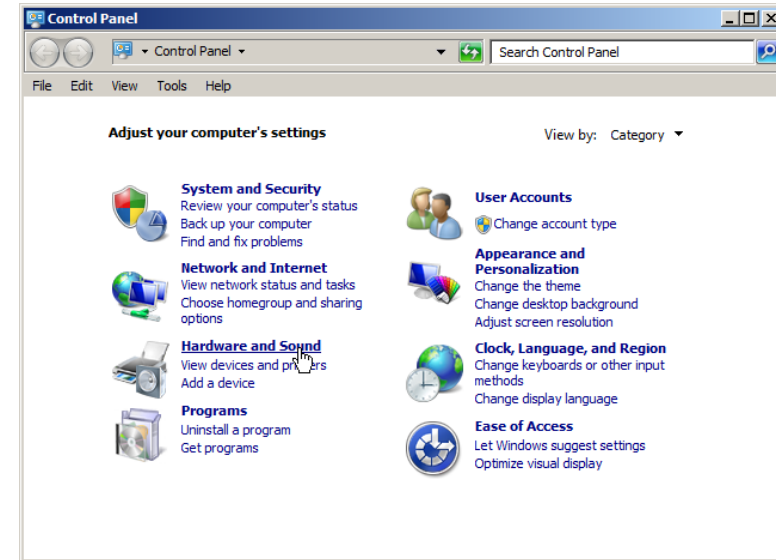 Control Panel
Control Panel
Search Control Panel
File Edit View Tools Help
Adjust your computer's settings
View by: Category
System and Security
Review your computer's status
Back up your computer
Find and fix problems
Network and Internet
View network status and tasks
Choose homegroup and sharing
options
Hardware and Sound
View devices and printers
Add a device
Programs
Uninstall a program
Get programs
User Accounts
Change account type
Appearance and
Personalization
Change the theme
Change desktop background
Adjust screen resolution
Clock, Language, and Region
Change keyboards or other input
methods
Change display language
Ease of Access
Let Windows suggest settings
Optimize visual display